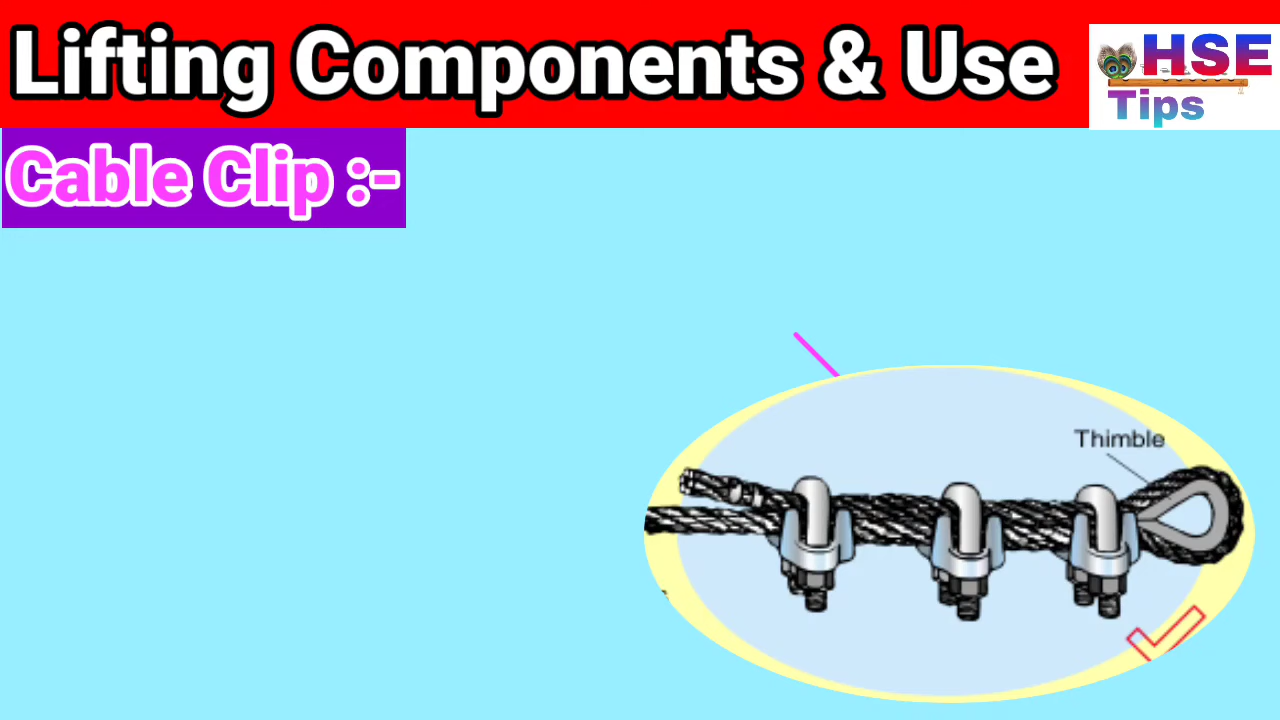 Lifting Components & Use
HSE
Tips
Cable Clip :-
Thimble